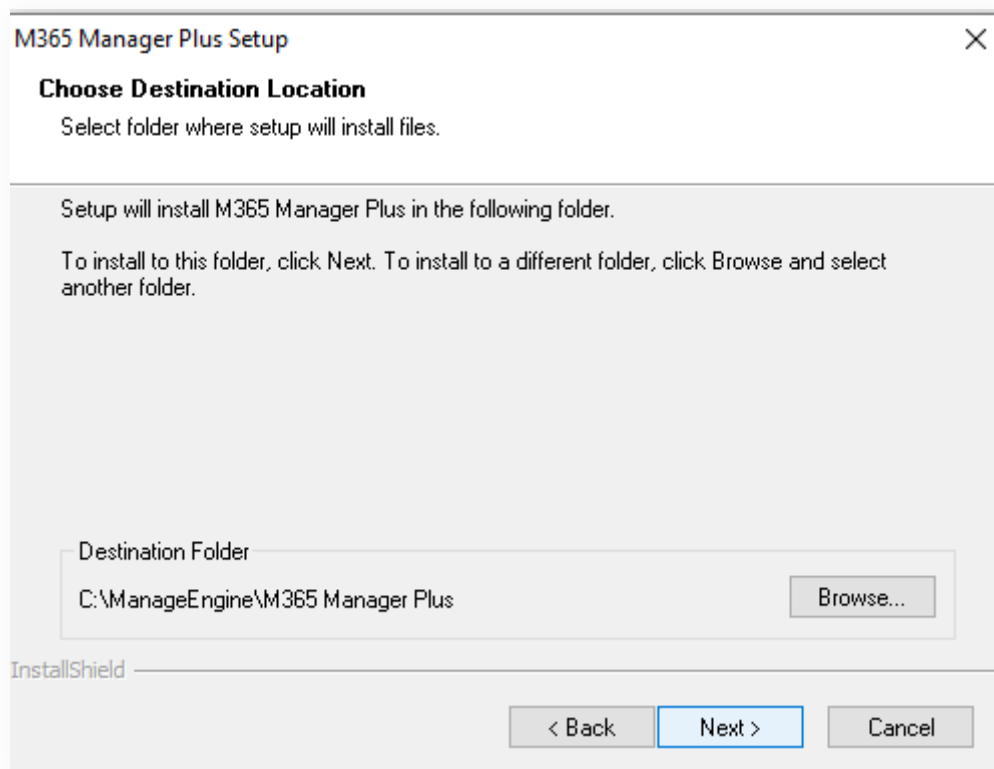 M365 Manager Plus Setup
Choose Destination Location
Select folder where setup will install files.
Setup will install M365 Manager Plus in the following folder.
To install to this folder, click Next. To install to a different folder, click Browse and select
another folder.
Destination Folder
C:\ManageEngine\M365 Manager Plus
Browse...
InstallShield
< Back
Next >
Cancel